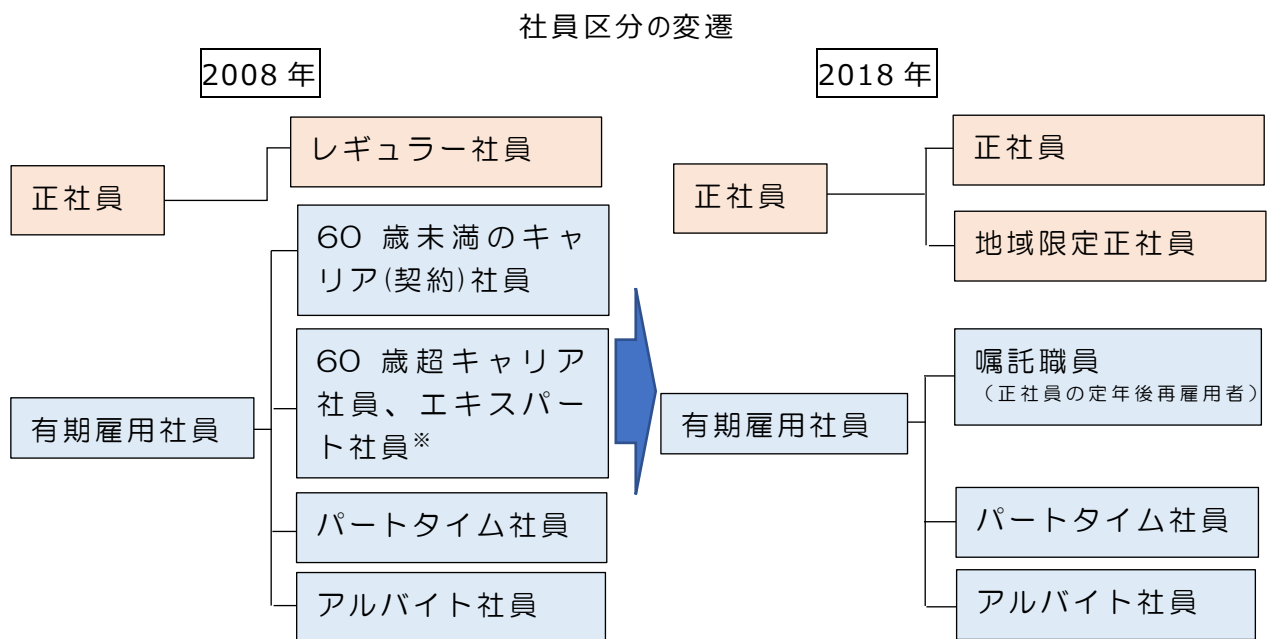 社員区分の変遷
2008 年
正社員
レギュラー社員
有期雇用社員
60 歳未満のキャ
リア(契約)社員
60 歳超キャリア
社員、エキスパー
ト社員※
パートタイム社員
アルバイト社員
2018 年
正社員
正社員
地域限定正社員
有期雇用社員
嘱託職員
（正社員の定年後再雇用者）
パートタイム社員
アルバイト社員